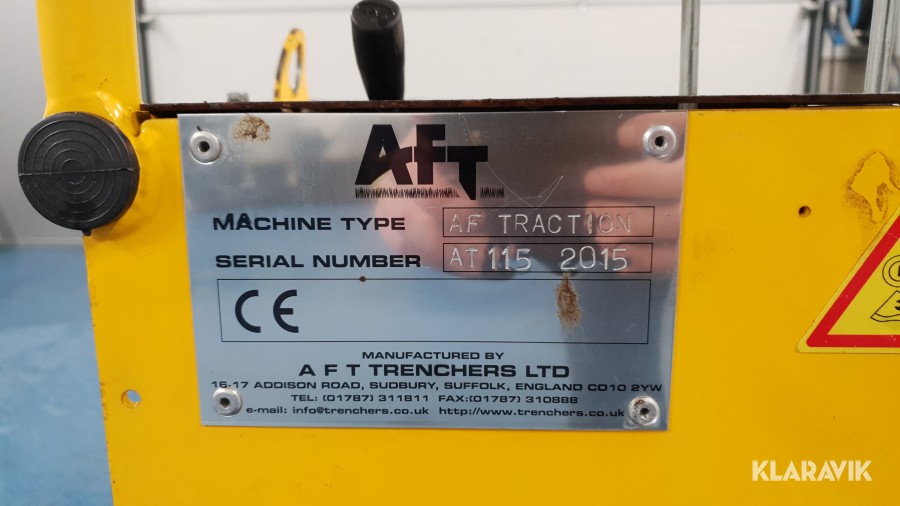 AFT
MACHINE TYPE AF TRACTION
SERIAL NUMBER AT 115 2015
CE
MANUFACTURED BY
A F T TRENCHERS LTD
16-17 ADDISON ROAD, SUDBURY, SUFFOLK, ENGLAND CO10 2YW
TEL: (01787) 311811 FAX:(01787) 310888
e-mail: info@trenchers.co.uk http://www.trenchers.co.uk
KLARAVIK